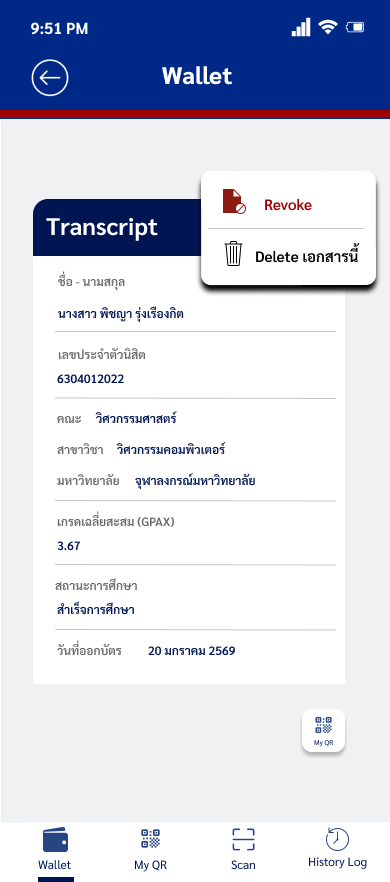 9:51 PM
Wallet
Revoke
Transcript
Delete เอกสารนี้
ชื่อ - นามสกุล
นางสาว พิชญา รุ่งเรืองกิต
เลขประจำตัวนิสิต
6304012022
คณะ วิศวกรรมศาสตร์
สาขาวิชา วิศวกรรมคอมพิวเตอร์
มหาวิทยาลัย จุฬาลงกรณ์มหาวิทยาลัย
เกรดเฉลี่ยสะสม (GPAX)
3.67
สถานะการศึกษา
สำเร็จการศึกษา
วันที่ออกบัตร 20 มกราคม 2569
My QR
Wallet My QR Scan History Log